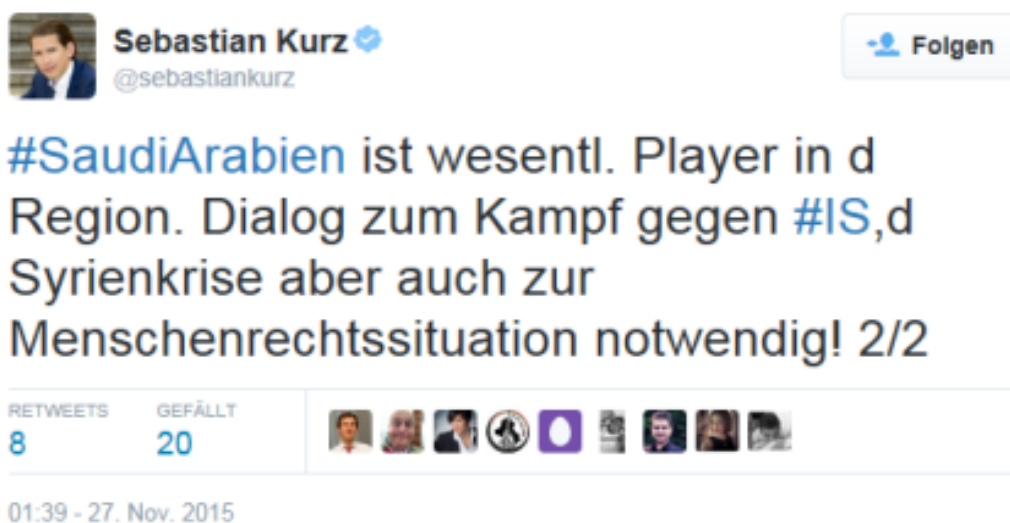 Sebastian Kurz
@sebastiankurz
Folgen
#SaudiArabien ist wesentl. Player in d
Region. Dialog zum Kampf gegen #IS,d
Syrienkrise aber auch zur
Menschenrechtssituation notwendig! 2/2
RETWEETS GEFÄLLT
8 20
01:39 - 27. Nov. 2015